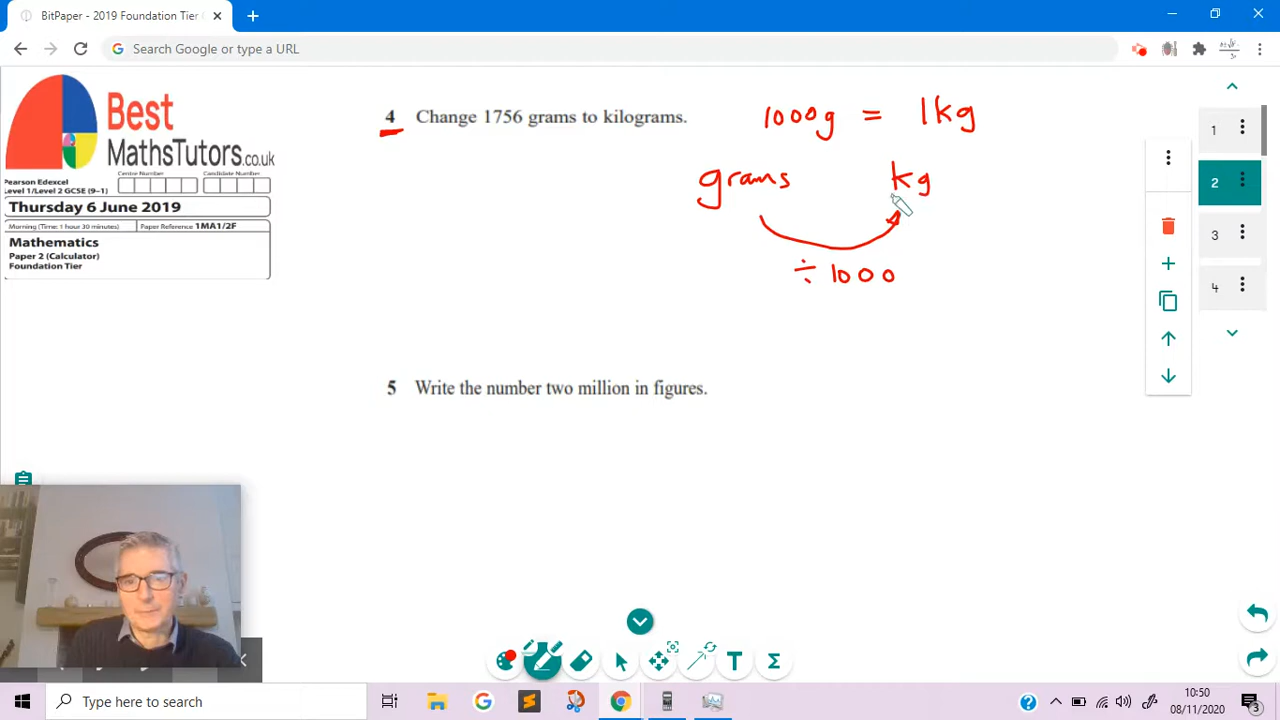 BitPaper - 2019 Foundation Tier
Search Google or type a URL
Best
MathsTutors.co.uk
Centre Number
Candidate Number
Pearson Edexcel
Level 1/Level 2 GCSE (9–1)
Thursday 6 June 2019
Morning (Time: 1 hour 30 minutes)
Paper Reference 1MA1/2F
Mathematics
Paper 2 (Calculator)
Foundation Tier
4 Change 1756 grams to kilograms.
1000g = 1kg
grams kg
÷ 1000
5 Write the number two million in figures.
1
2
3
4
T
Σ
Type here to search
10:50
08/11/2020
3